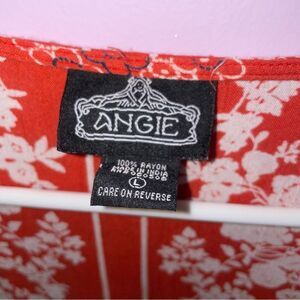 ANGIE
100% RAYON
MADE IN INDIA
L
CARE ON REVERSE